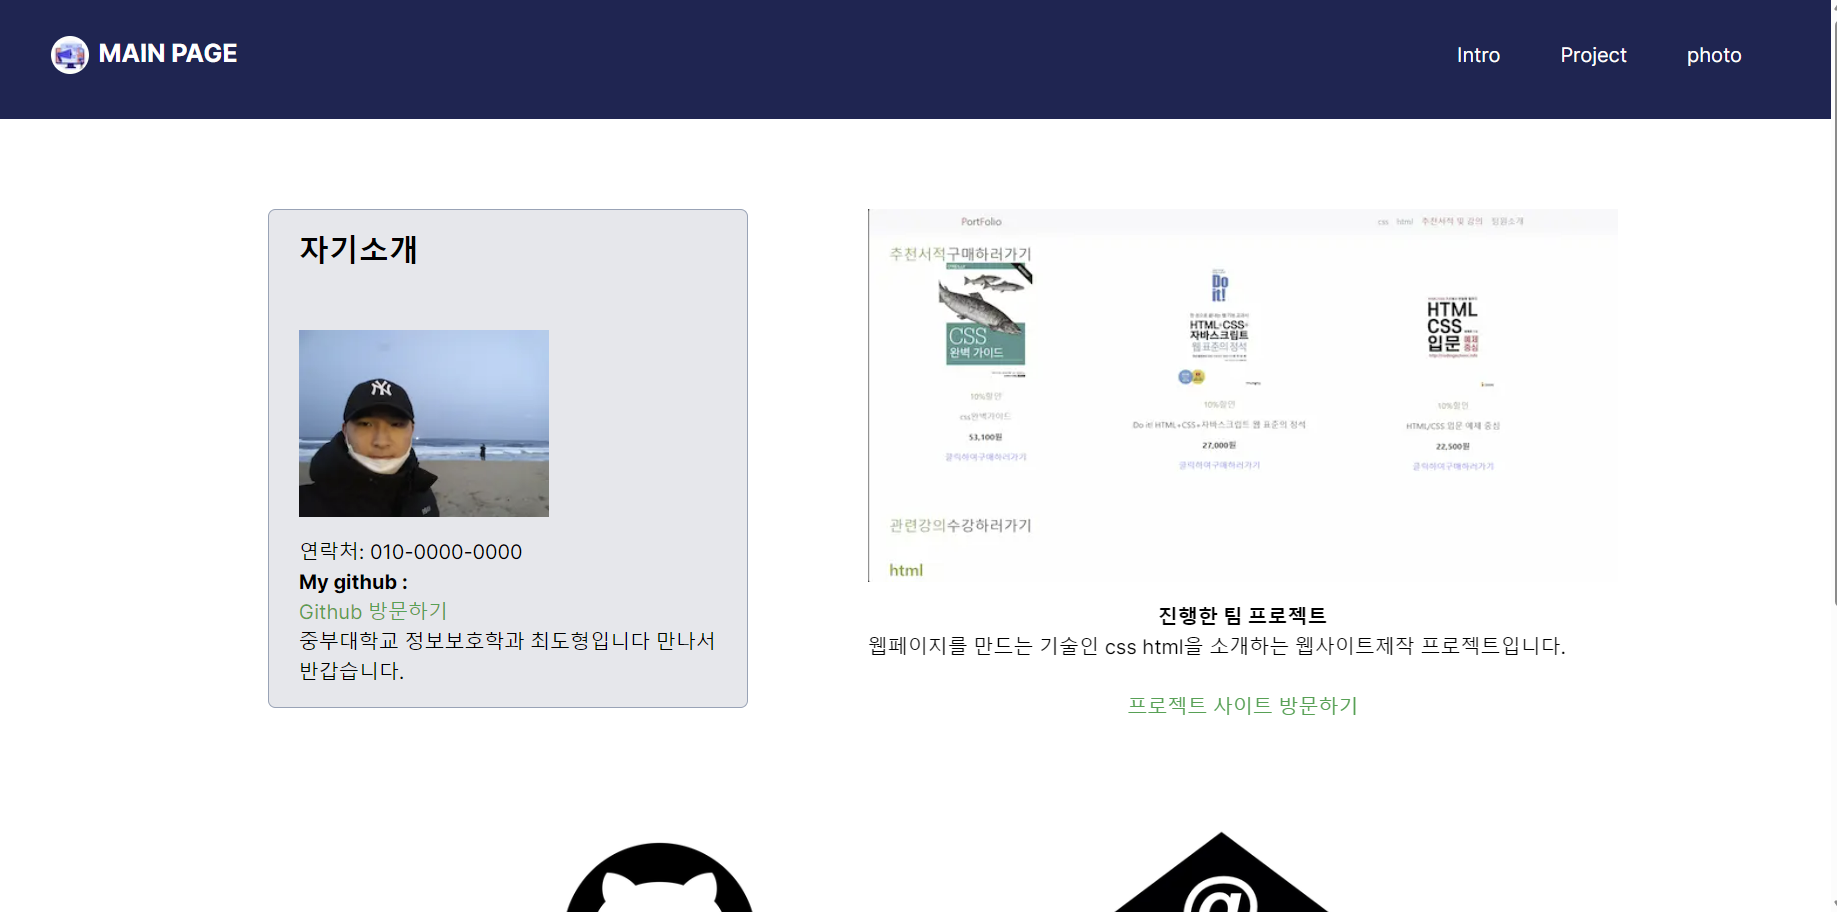 MAIN PAGE
Intro
Project
photo
자기소개
연락처: 010-0000-0000
My github :
Github 방문하기
중부대학교 정보보호학과 최도형입니다 만나서
반갑습니다.
PortFolio
css html 추천서적 및 강의 팀원소개
추천서적구매하러가기
CSS
완벽 가이드
10%할인
css완벽가이드
53,100원
클릭하여구매하러가기
Do
it!
HTML+CSS+
자바스크립트
웹 표준의 정석
10%할인
Do it! HTML+CSS+자바스크립트 웹 표준의 정석
27,000원
클릭하여구매하러가기
HTML
CSS
입문 예제
중심
10%할인
HTML/CSS 입문 예제 중심
22,500원
클릭하여구매하러가기
관련강의수강하러가기
html
진행한 팀 프로젝트
웹페이지를 만드는 기술인 css html을 소개하는 웹사이트제작 프로젝트입니다.
프로젝트 사이트 방문하기
@